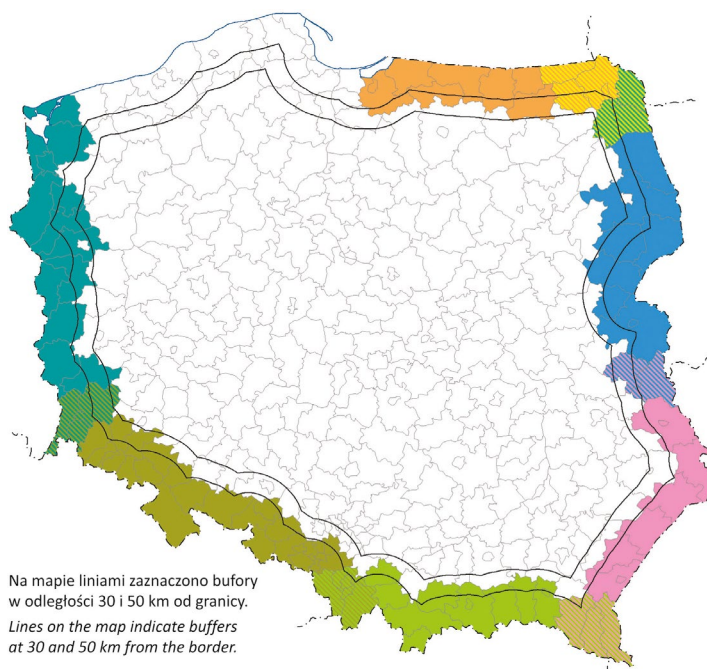 Na mapie liniami zaznaczono bufory
w odległości 30 i 50 km od granicy.
Lines on the map indicate buffers
at 30 and 50 km from the border.